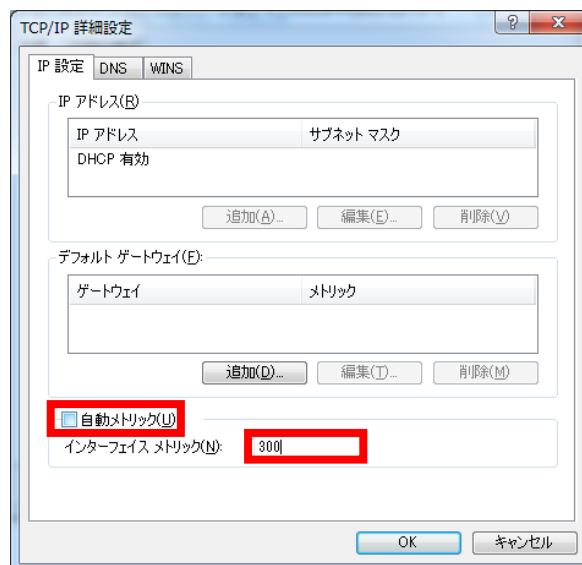 TCP/IP 詳細設定
IP 設定 DNS WINS
IP アドレス(R)
IP アドレス サブネット マスク
DHCP 有効
追加(A)... 編集(E)... 削除(V)
デフォルト ゲートウェイ(F):
ゲートウェイ メトリック
追加(D)... 編集(T)... 削除(M)
自動メトリック(U)
インターフェイス メトリック(N): 300
OK キャンセル